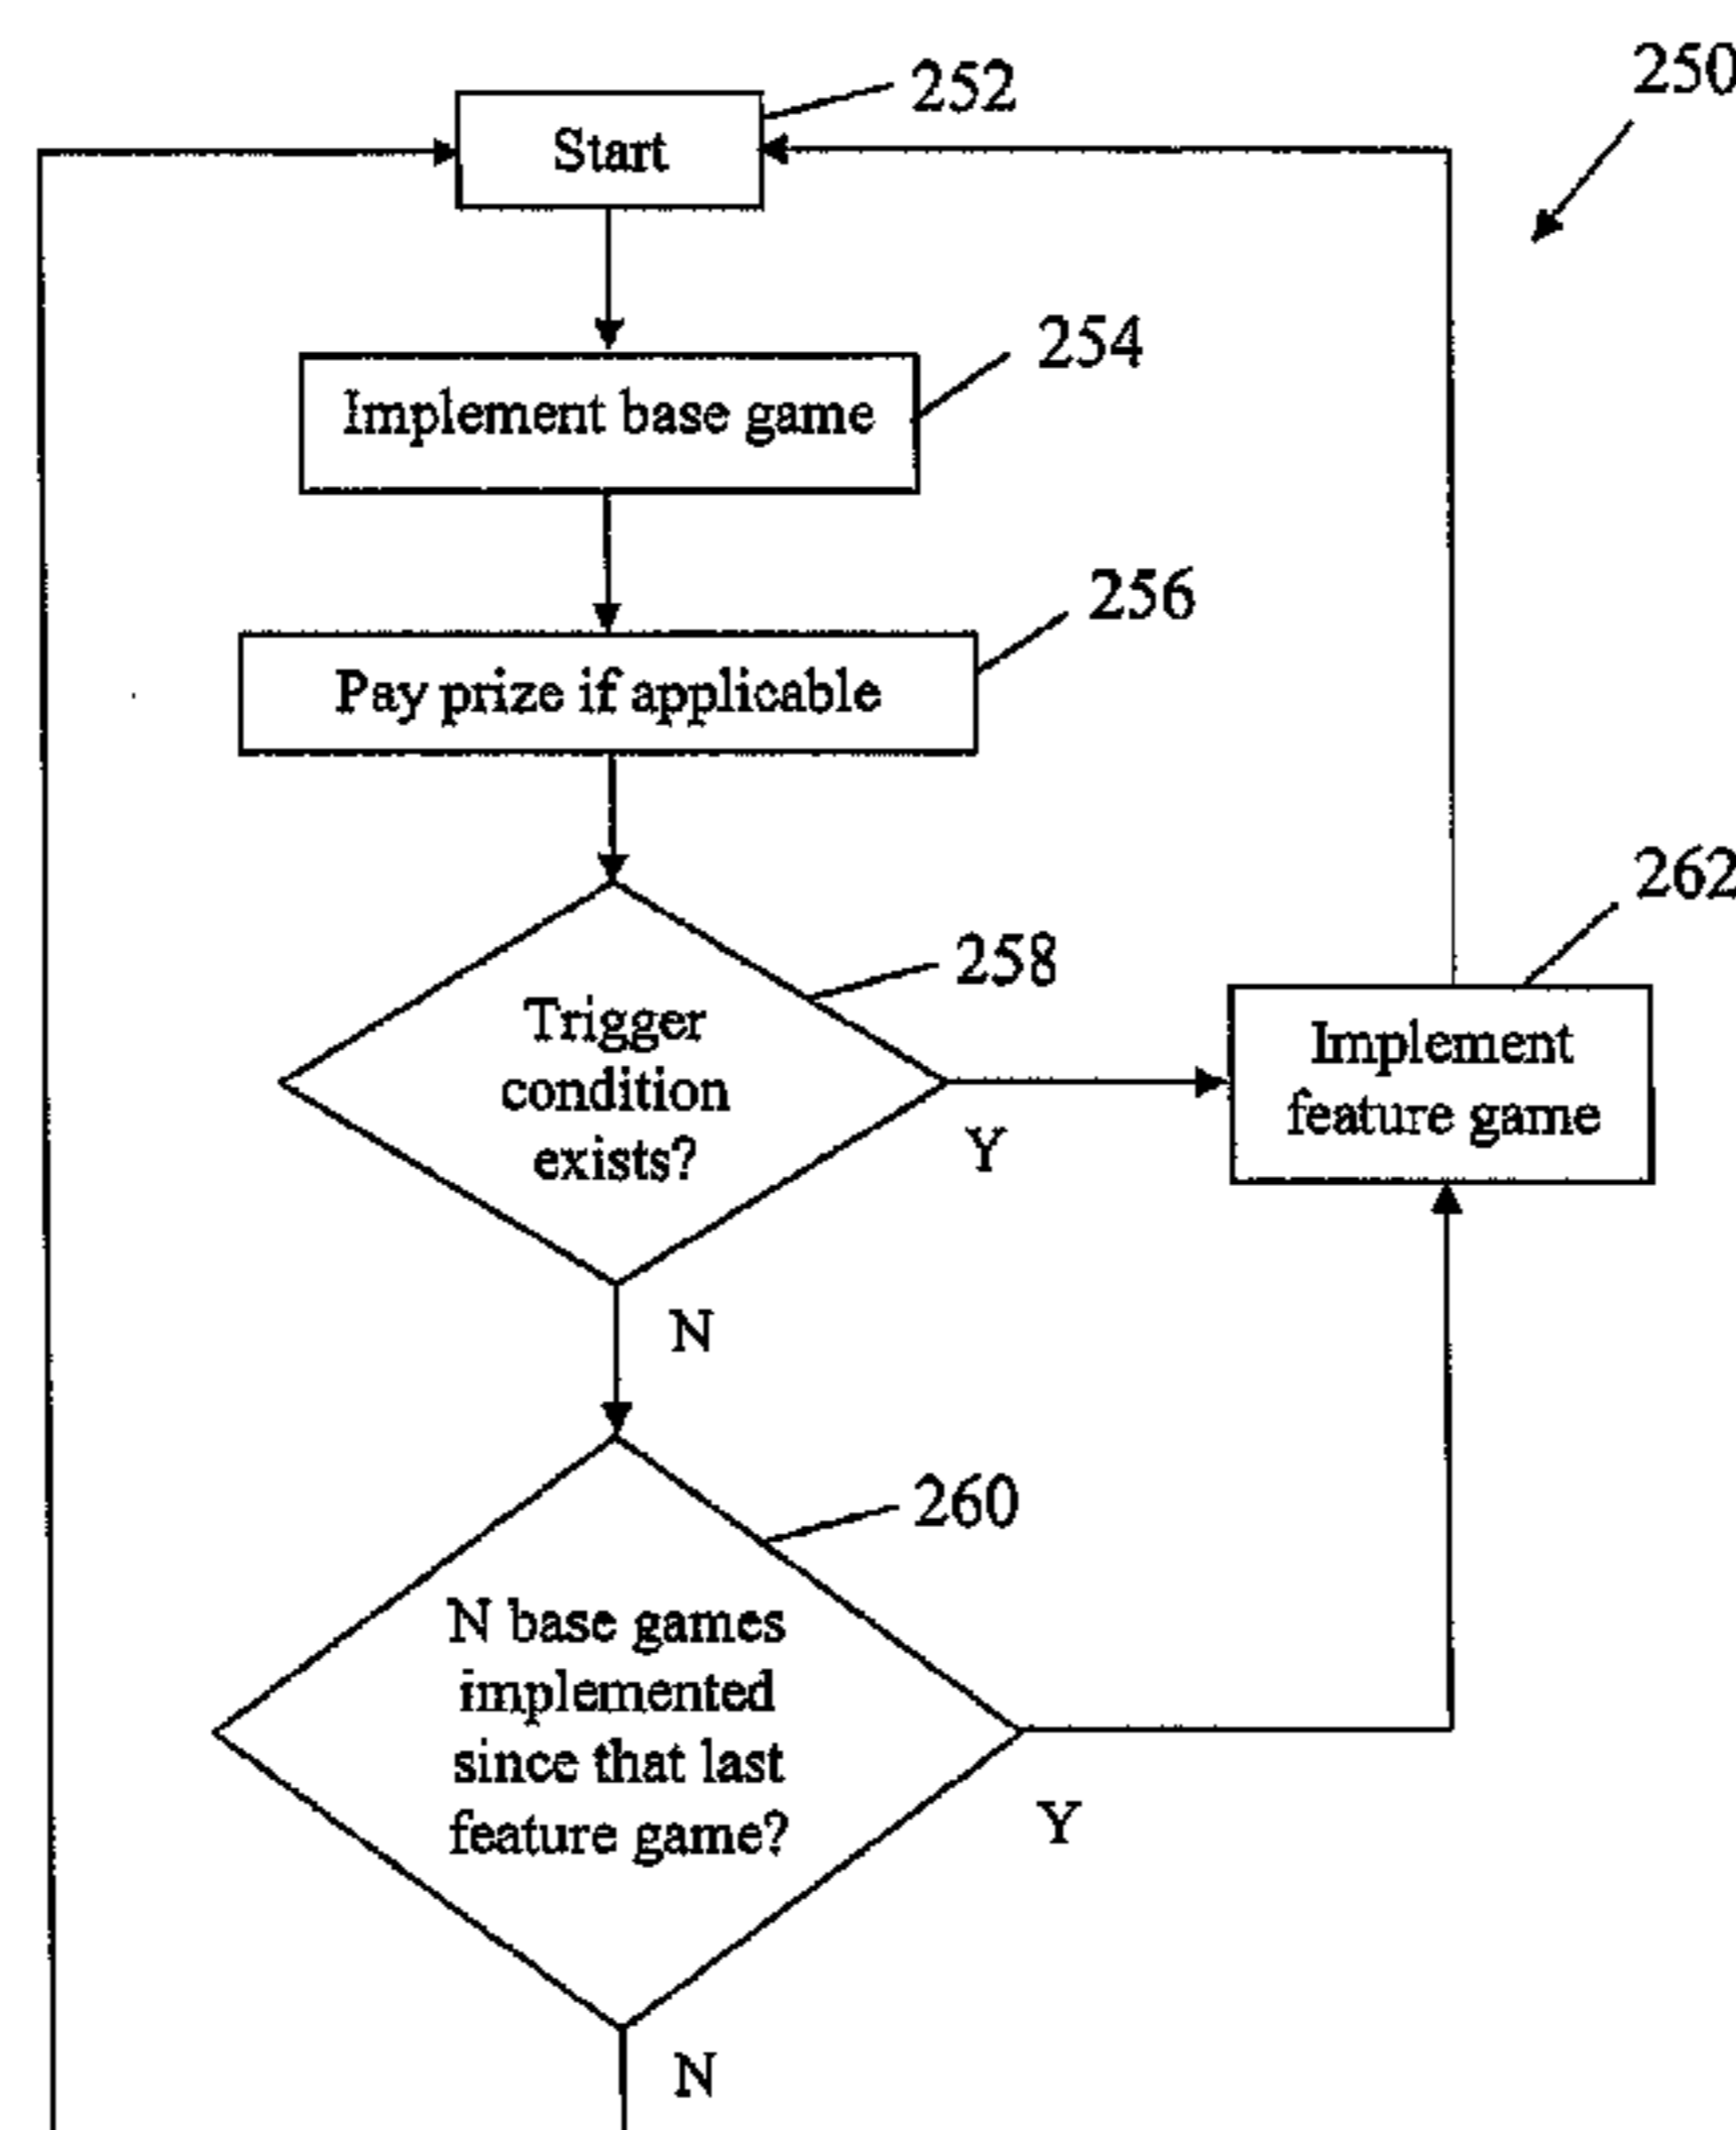 250
252
Start
254
Implement base game
256
Pay prize if applicable
258
Trigger
condition
exists?
Y
262
Implement
feature game
N
260
N base games
implemented
since that last
feature game?
Y
N